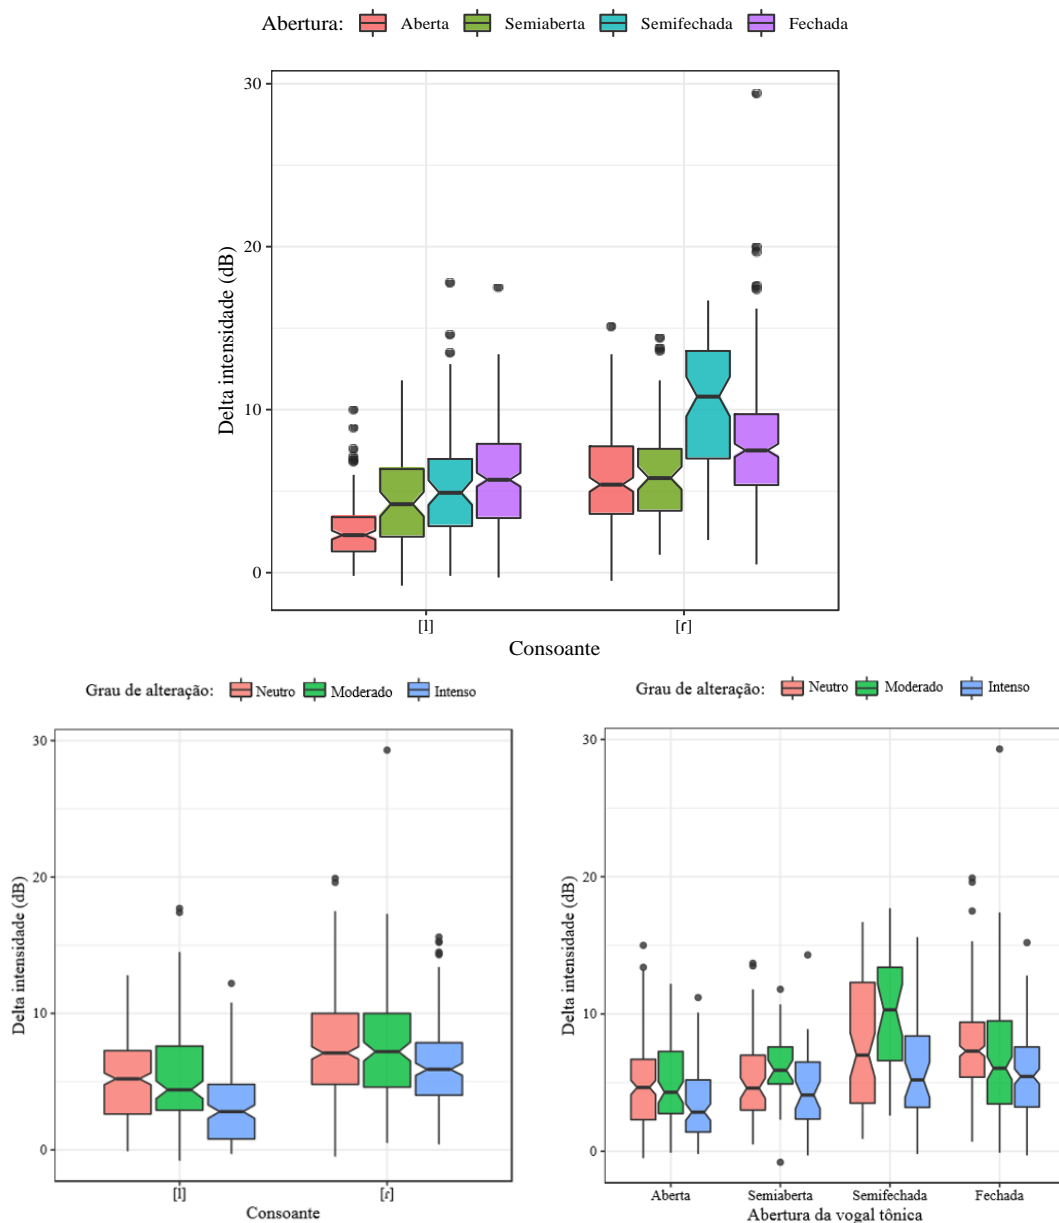 Abertura: Aberta Semiaberta Semifechada Fechada
30
20
10
0
Delta intensidade (dB)
[l] [ɾ]
Consoante
Grau de alteração: Neutro Moderado Intenso
30
20
10
0
Delta intensidade (dB)
[l] [ɾ]
Consoante
Grau de alteração: Neutro Moderado Intenso
30
20
10
0
Delta intensidade (dB)
Aberta Semiaberta Semifechada Fechada
Abertura da vogal tônica